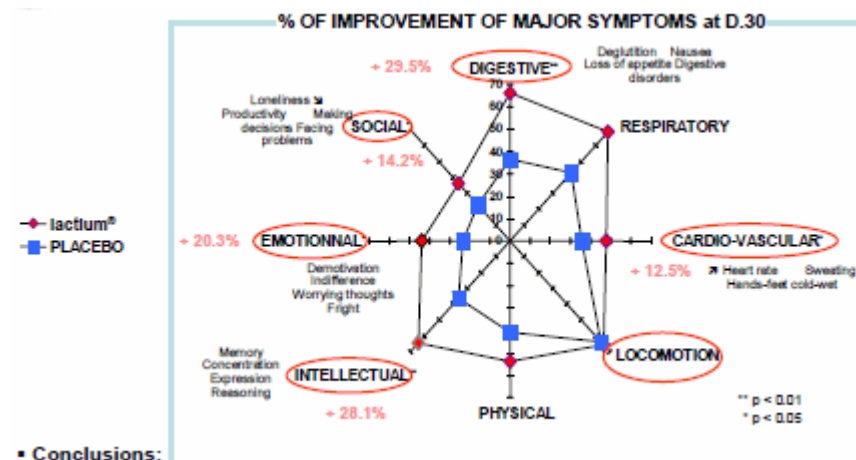 % OF IMPROVEMENT OF MAJOR SYMPTOMS at D.30
+ 29.5%
DIGESTIVE**
Deglutition Nausea
Loss of appetite Digestive
disorders
Loneliness ↘
Productivity Making
decisions Facing
problems
SOCIAL*
+ 14.2%
RESPIRATORY
70
60
50
40
30
20
10
0
lactium®
PLACEBO
+ 20.3%
EMOTIONNAL*
Demotivation
Indifference
Worrying thoughts
Fright
CARDIO-VASCULAR*
+ 12.5%
↗ Heart rate Sweating
Hands-feet cold-wet
Memory
Concentration
Expression
Reasoning
INTELLECTUAL**
+ 28.1%
LOCOMOTION
PHYSICAL
** p < 0.01
* p < 0.05
▪ Conclusions: